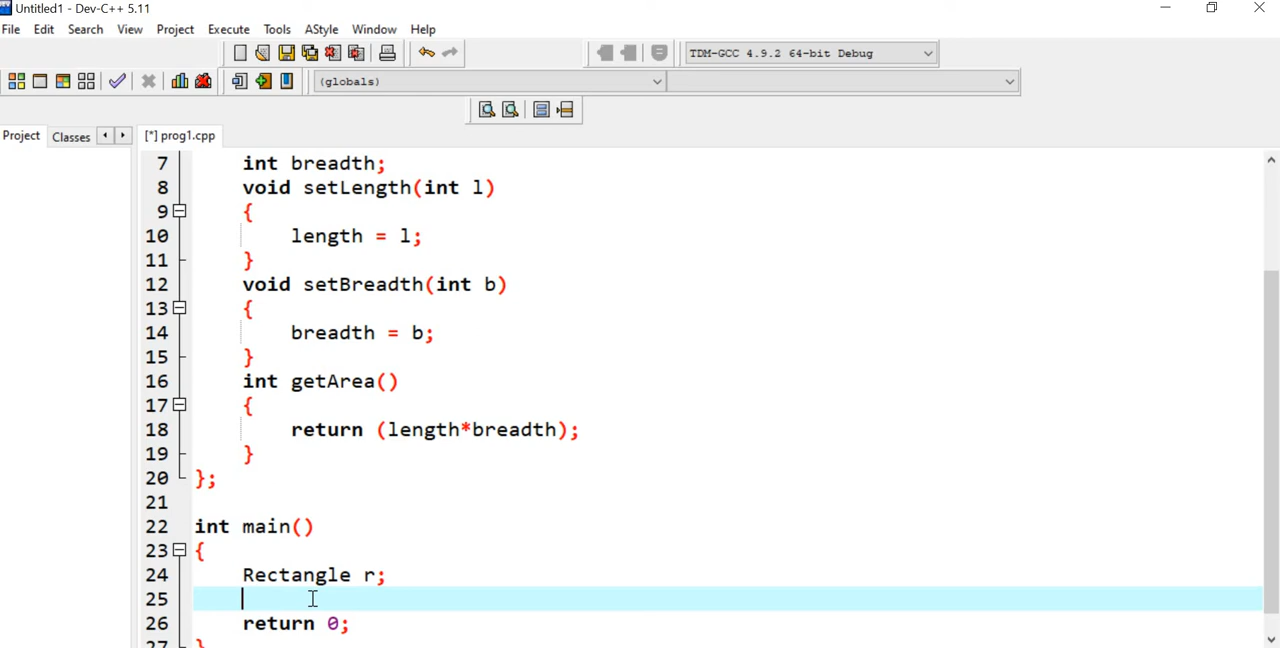 Untitled1 - Dev-C++ 5.11
File Edit Search View Project Execute Tools AStyle Window Help
TDM-GCC 4.9.2 64-bit Debug
(globals)
Project Classes [*] prog1.cpp
7 int breadth;
8 void setLength(int l)
9 {
10 length = l;
11 }
12 void setBreadth(int b)
13 {
14 breadth = b;
15 }
16 int getArea()
17 {
18 return (length*breadth);
19 }
20 };
21
22 int main()
23 {
24 Rectangle r;
25
26 return 0;
27 }